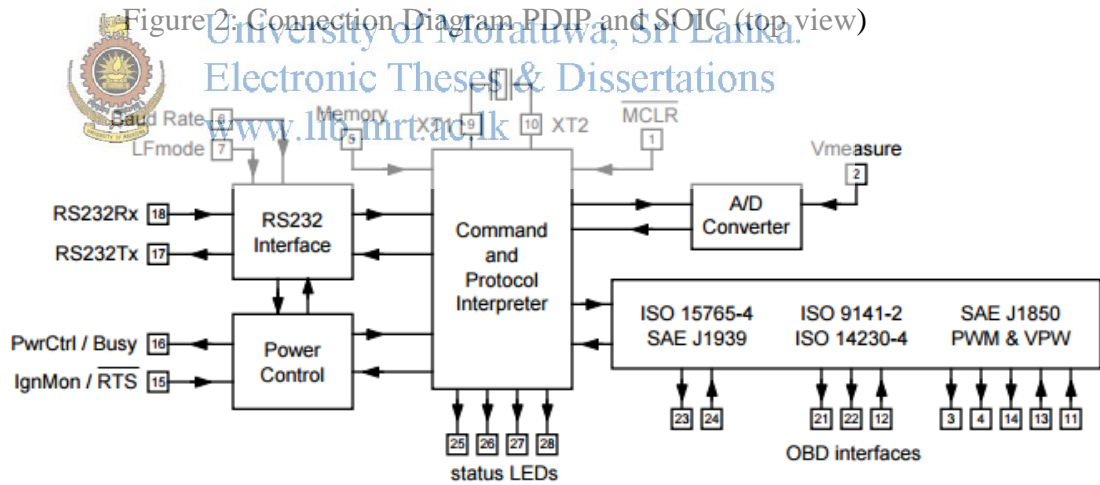 Figure 2: Connection Diagram PDIP and SOIC (top view)
University of Moratuwa, Sri Lanka.
Electronic Theses & Dissertations
www.lib.mrt.ac.lk
Baud Rate 6
LFmode 7
Memory
5
XT1 9
10 XT2
MCLR
1
Vmeasure
2
RS232Rx 18
RS232Tx 17
RS232
Interface
Command
and
Protocol
Interpreter
A/D
Converter
PwrCtrl / Busy 16
IgnMon / RTS 15
Power
Control
ISO 15765-4
SAE J1939
ISO 9141-2
ISO 14230-4
SAE J1850
PWM & VPW
25 26 27 28
status LEDs
23 24
21 22 12
3 4 14 13 11
OBD interfaces